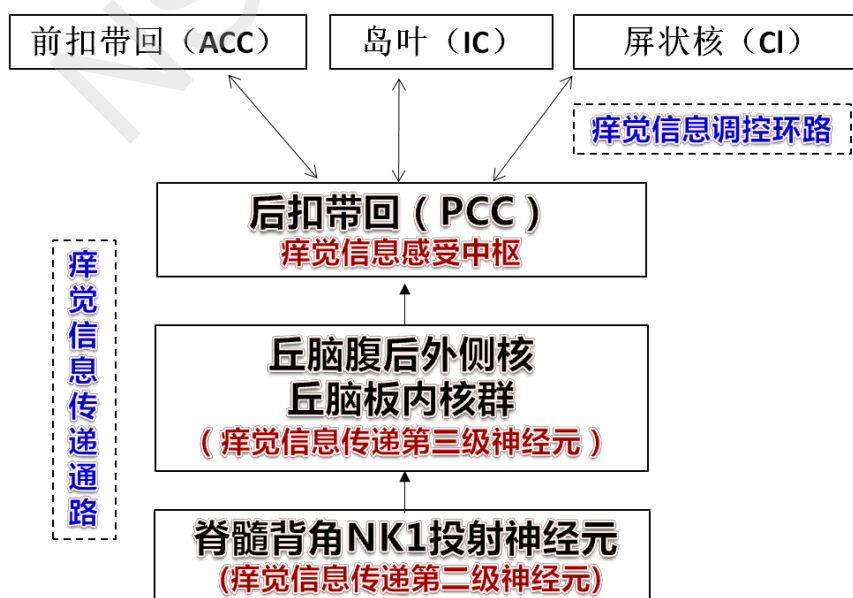 前扣带回（ACC）
岛叶（IC）
屏状核（Cl）
痒觉信息调控环路
后扣带回（PCC）
痒觉信息感受中枢
痒觉信息传递通路
丘脑腹后外侧核
丘脑板内核群
（痒觉信息传递第三级神经元）
脊髓背角NK1投射神经元
(痒觉信息传递第二级神经元)